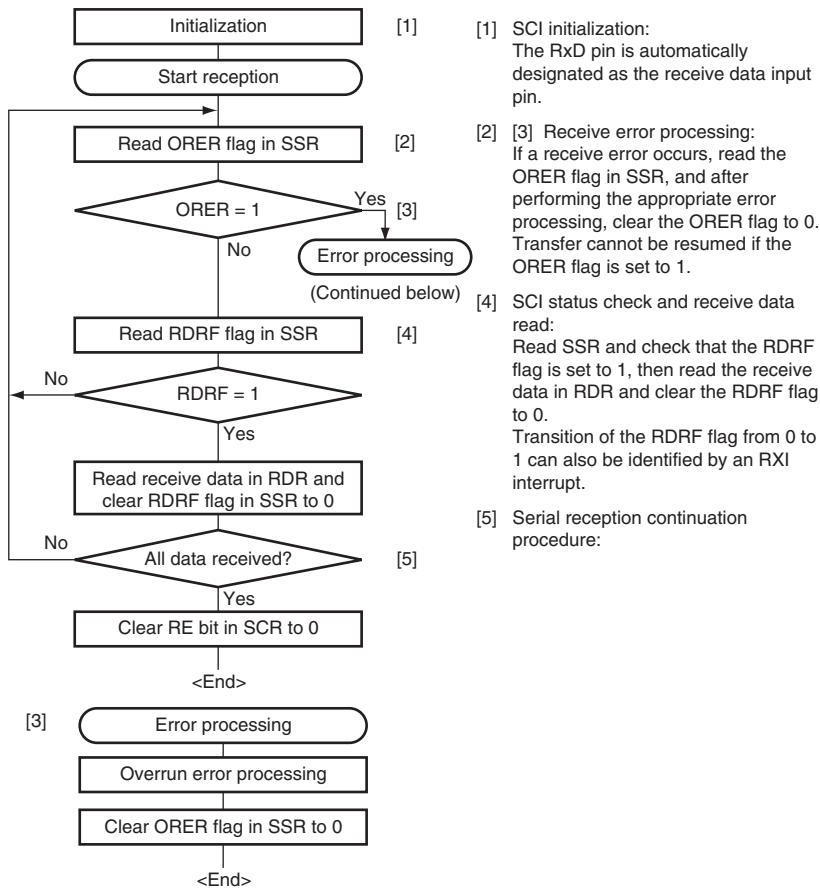 Initialization [1]
Start reception
Read ORER flag in SSR [2]
ORER = 1
Yes [3]
No
Error processing
(Continued below)
Read RDRF flag in SSR [4]
No
RDRF = 1
Yes
Read receive data in RDR and
clear RDRF flag in SSR to 0
No
All data received? [5]
Yes
Clear RE bit in SCR to 0
<End>
[3] Error processing
Overrun error processing
Clear ORER flag in SSR to 0
<End>
[1] SCI initialization:
The RxD pin is automatically
designated as the receive data input
pin.
[2] [3] Receive error processing:
If a receive error occurs, read the
ORER flag in SSR, and after
performing the appropriate error
processing, clear the ORER flag to 0.
Transfer cannot be resumed if the
ORER flag is set to 1.
[4] SCI status check and receive data
read:
Read SSR and check that the RDRF
flag is set to 1, then read the receive
data in RDR and clear the RDRF flag
to 0.
Transition of the RDRF flag from 0 to
1 can also be identified by an RXI
interrupt.
[5] Serial reception continuation
procedure: